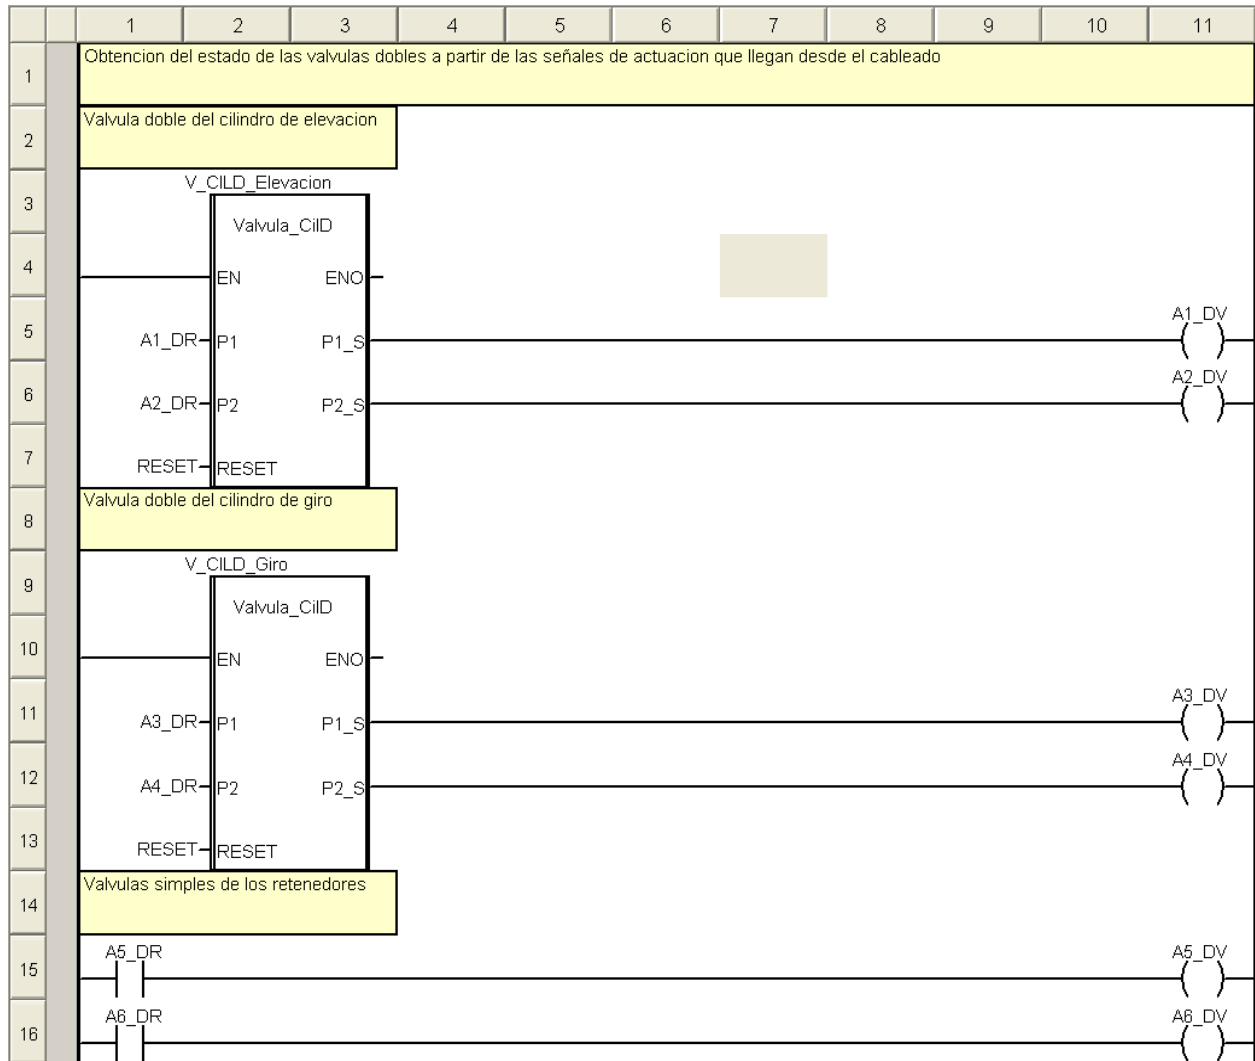 1 2 3 4 5 6 7 8 9 10 11
1 Obtencion del estado de las valvulas dobles a partir de las señales de actuacion que llegan desde el cableado
2 Valvula doble del cilindro de elevacion
V_CILD_Elevacion
3 Valvula_CilD
4 EN ENO
A1_DV
5 A1_DR P1 P1_S
A2_DV
6 A2_DR P2 P2_S
7 RESET RESET
8 Valvula doble del cilindro de giro
V_CILD_Giro
9 Valvula_CilD
10 EN ENO
A3_DV
11 A3_DR P1 P1_S
A4_DV
12 A4_DR P2 P2_S
13 RESET RESET
14 Valvulas simples de los retenedores
A5_DR A5_DV
15
A6_DR A6_DV
16